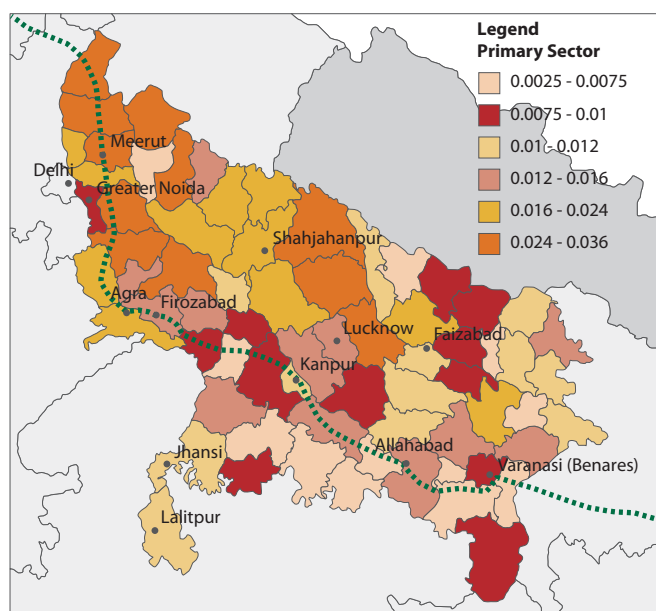 Legend
Primary Sector
0.0025 - 0.0075
0.0075 - 0.01
0.01 - 0.012
0.012 - 0.016
0.016 - 0.024
0.024 - 0.036
Meerut
Delhi
Greater Noida
Shahjahanpur
Agra
Firozabad
Lucknow
Faizabad
Kanpur
Jhansi
Allahabad
Varanasi (Benares)
Lalitpur